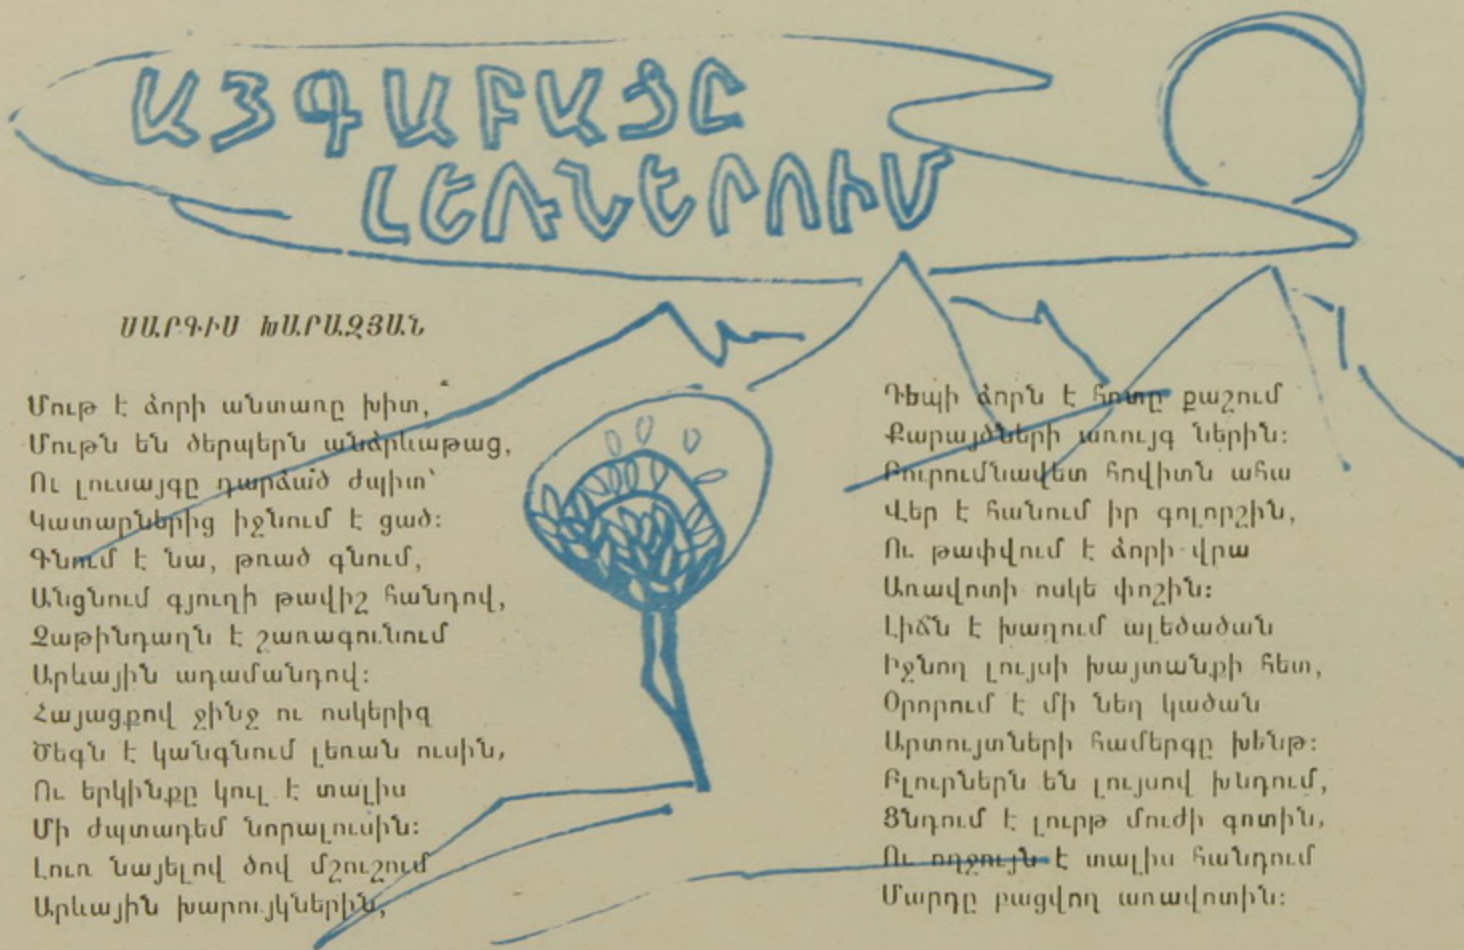 ԱՅԳԱԲԱՑԸ
ԼԵՌՆԵՐՈՒՄ
ՍԱՐԳԻՍ ԽԱՐԱԶՅԱՆ
Մութ է ձորի անտառը խիտ,
Մութն են ծերպերն անձրևաթաց,
Ու լուսայգը դարձած ժպիտ՝
Կատարներից իջնում է ցած։
Գնում է նա, թռած գնում,
Անցնում գյուղի թավիշ հանդով,
Չաթինդաղն է շառագունում
Արևային ադամանդով։
Հայացքով ջինջ ու ոսկերիզ
Ծեգն է կանգնում լեռան ուսին,
Ու երկինքը կուլ է տալիս
Մի ժպտադեմ նորալուսին։
Լուռ նայելով ծով մշուշում
Արևային խարույկներին,
Դեպի ձորն է հոտը քաշում
Քարայծների առույգ ներին։
Բուրումնավետ հովիտն ահա
Վեր է հանում իր գոլորշին,
Ու թափվում է ձորի վրա
Առավոտի ոսկե փոշին։
Լիճն է խաղում ալեծածան
Իջնող լույսի խայտանքի հետ,
Օրորում է մի նեղ կածան
Արտույտների համերգը խենթ։
Բլուրներն են լույսով խնդում,
Ցնդում է լուրթ մուժի գոտին,
Ու ողջույն է տալիս հանդում
Մարդը բացվող առավոտին։